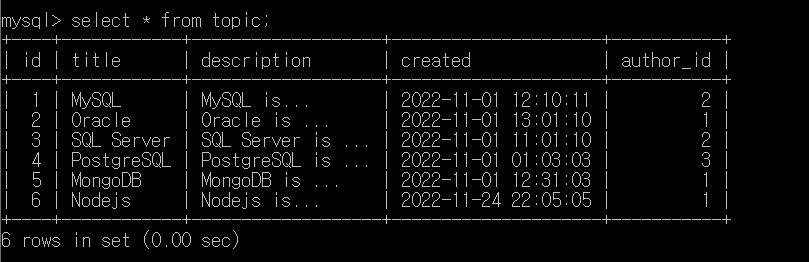 mysql> select * from topic;
+----+------------+-------------------+---------------------+-----------+
| id | title      | description       | created             | author_id |
+----+------------+-------------------+---------------------+-----------+
|  1 | MySQL      | MySQL is...       | 2022-11-01 12:10:11 |         2 |
|  2 | Oracle     | Oracle is ...     | 2022-11-01 13:01:10 |         1 |
|  3 | SQL Server | SQL Server is ... | 2022-11-01 11:01:10 |         2 |
|  4 | PostgreSQL | PostgreSQL is ... | 2022-11-01 01:03:03 |         3 |
|  5 | MongoDB    | MongoDB is ...    | 2022-11-01 12:31:03 |         1 |
|  6 | Nodejs     | Nodejs is...      | 2022-11-24 22:05:05 |         1 |
+----+------------+-------------------+---------------------+-----------+
6 rows in set (0.00 sec)